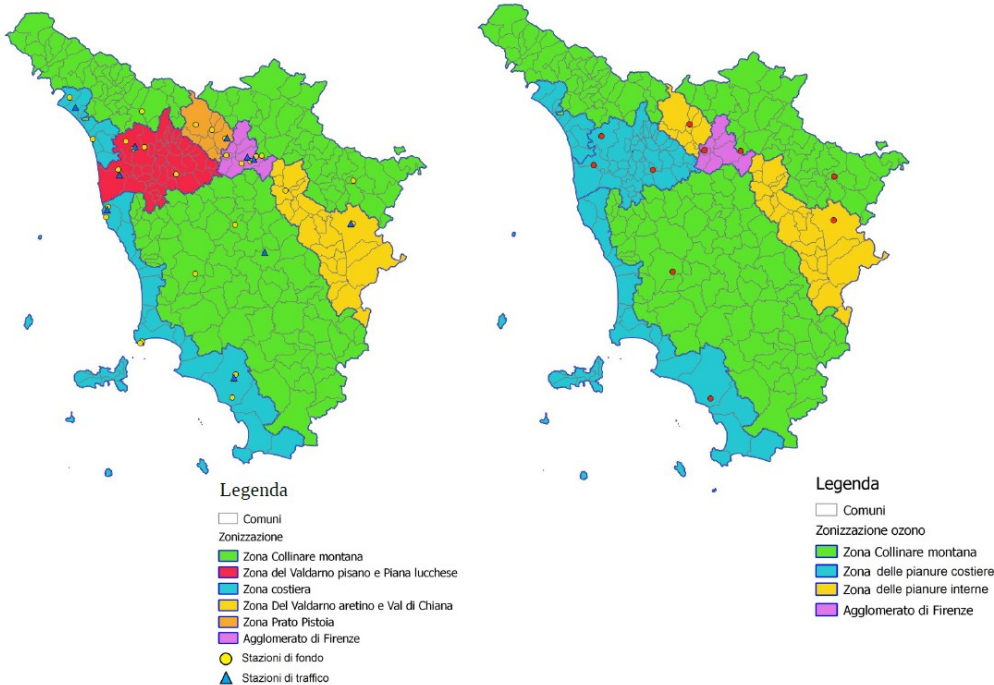 Legenda
Comuni
Zonizzazione
Zona Collinare montana
Zona del Valdarno pisano e Piana lucchese
Zona costiera
Zona Del Valdarno aretino e Val di Chiana
Zona Prato Pistoia
Agglomerato di Firenze
Stazioni di fondo
Stazioni di traffico
Legenda
Comuni
Zonizzazione ozono
Zona Collinare montana
Zona delle pianure costiere
Zona delle pianure interne
Agglomerato di Firenze